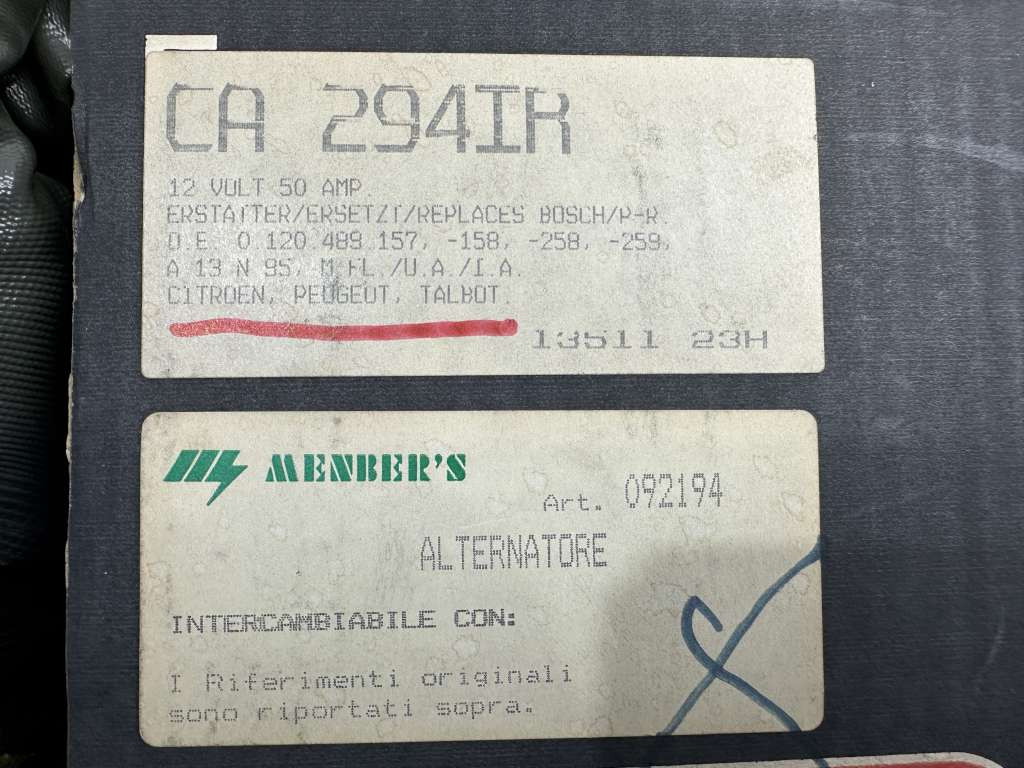 CA 294IR
12 VOLT 50 AMP.
ERSTATTER/ERSETZT/REPLACES BOSCH/P-R.
O.E. 0.120.489.157, -158, -258, -259,
A 13 N 95, M.FL./U.A./I.A.
CITROEN, PEUGEOT, TALBOT.
13511 23H
MENBER'S
Art. 092194
ALTERNATORE
INTERCAMBIABILE CON:
I Riferimenti originali
sono riportati sopra.